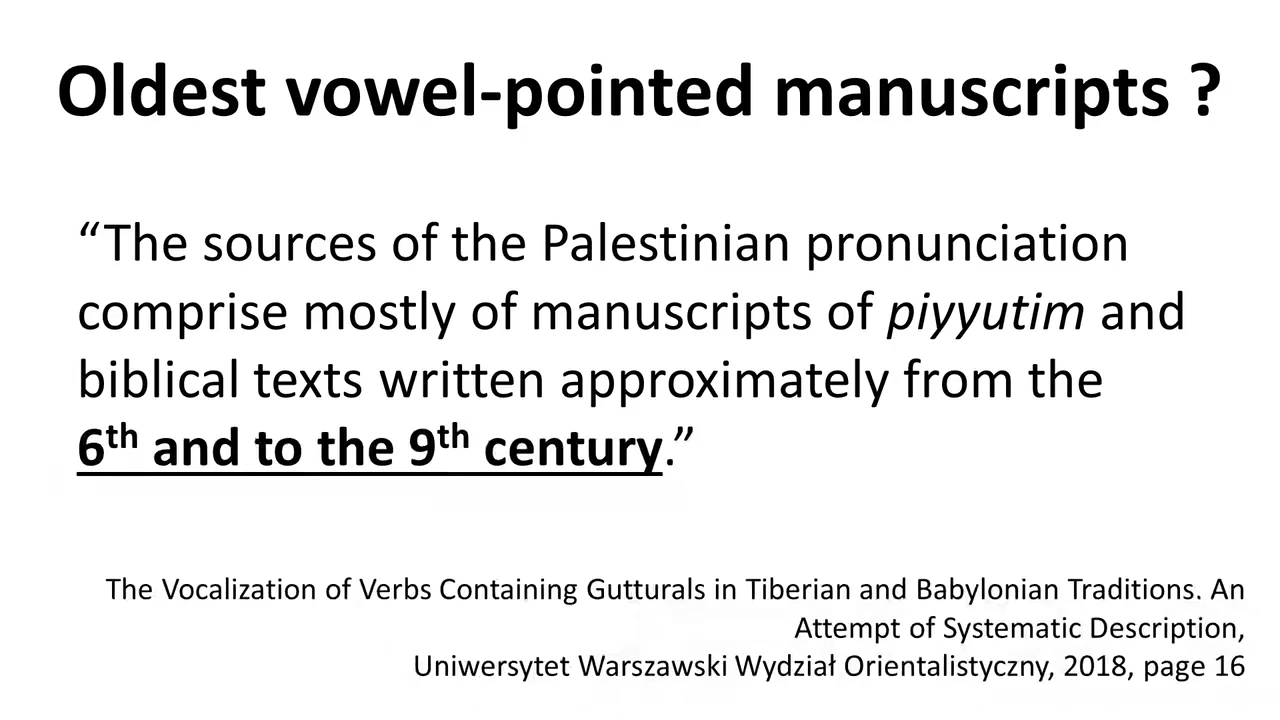 Oldest vowel-pointed manuscripts ?
“The sources of the Palestinian pronunciation
comprise mostly of manuscripts of piyyutim and
biblical texts written approximately from the
6th and to the 9th century.”
The Vocalization of Verbs Containing Gutturals in Tiberian and Babylonian Traditions. An
Attempt of Systematic Description,
Uniwersytet Warszawski Wydział Orientalistyczny, 2018, page 16